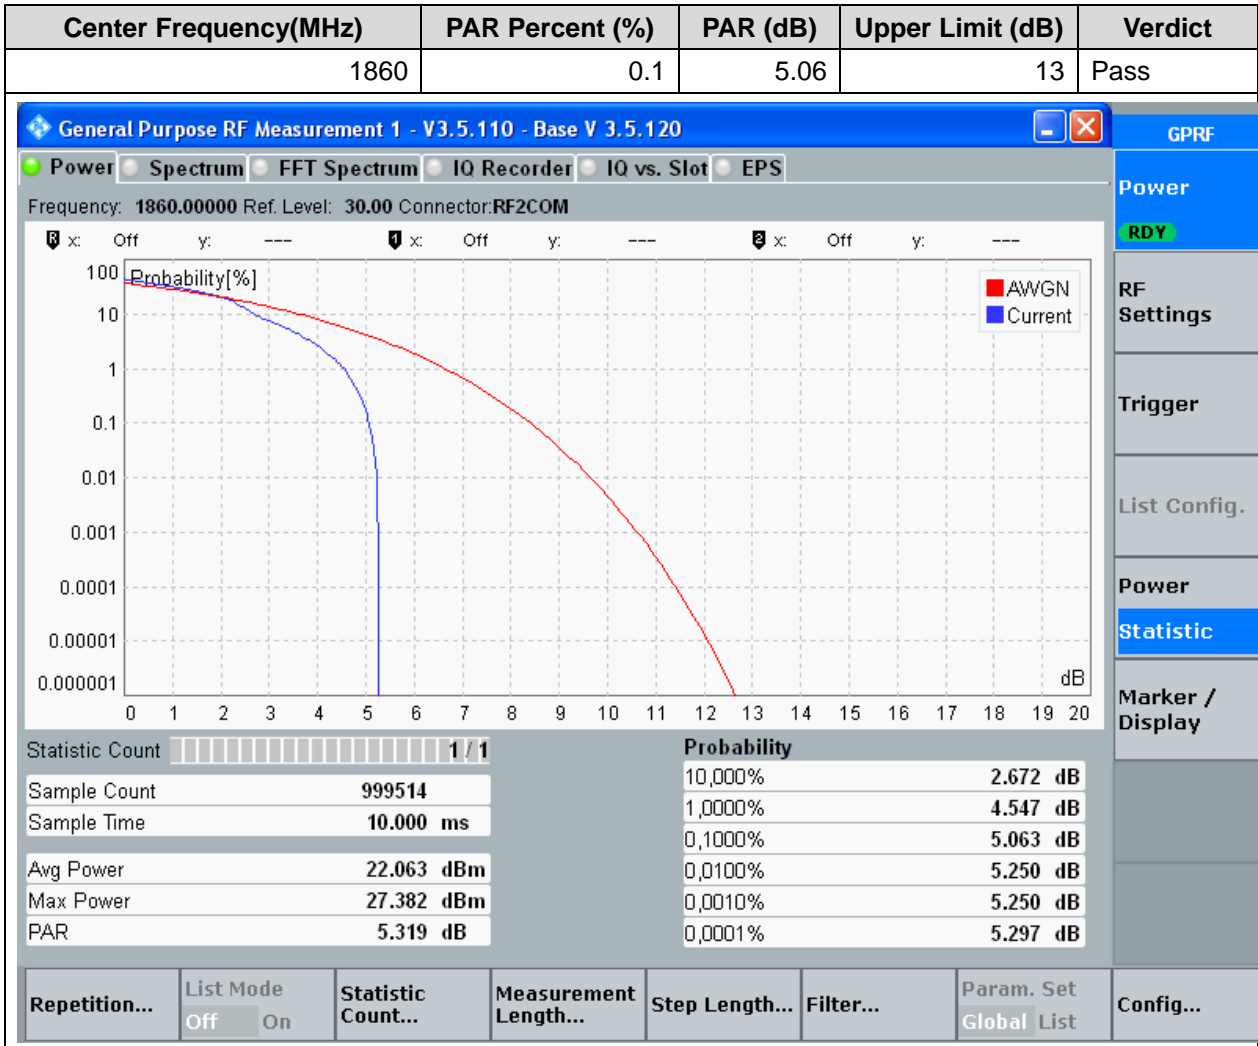 Center Frequency(MHz) PAR Percent (%) PAR (dB) Upper Limit (dB) Verdict
1860 0.1 5.06 13 Pass
General Purpose RF Measurement 1 - V3.5.110 - Base V 3.5.120
GPRF
Power Spectrum FFT Spectrum IQ Recorder IQ vs. Slot EPS
Frequency: 1860.00000 Ref. Level: 30.00 Connector:RF2COM
R x: Off y: --- 1 x: Off y: --- 2 x: Off y: ---
Probability[%]
100
10
1
0.1
0.01
0.001
0.0001
0.00001
0.000001
AWGN
Current
dB
0 1 2 3 4 5 6 7 8 9 10 11 12 13 14 15 16 17 18 19 20
Statistic Count 1 / 1
Sample Count 999514
Sample Time 10.000 ms
Avg Power 22.063 dBm
Max Power 27.382 dBm
PAR 5.319 dB
Probability
10,000% 2.672 dB
1,0000% 4.547 dB
0,1000% 5.063 dB
0,0100% 5.250 dB
0,0010% 5.250 dB
0,0001% 5.297 dB
Power
RDY
RF
Settings
Trigger
List Config.
Power
Statistic
Marker /
Display
Repetition...
List Mode
Off On
Statistic
Count...
Measurement
Length...
Step Length...
Filter...
Param. Set
Global List
Config...